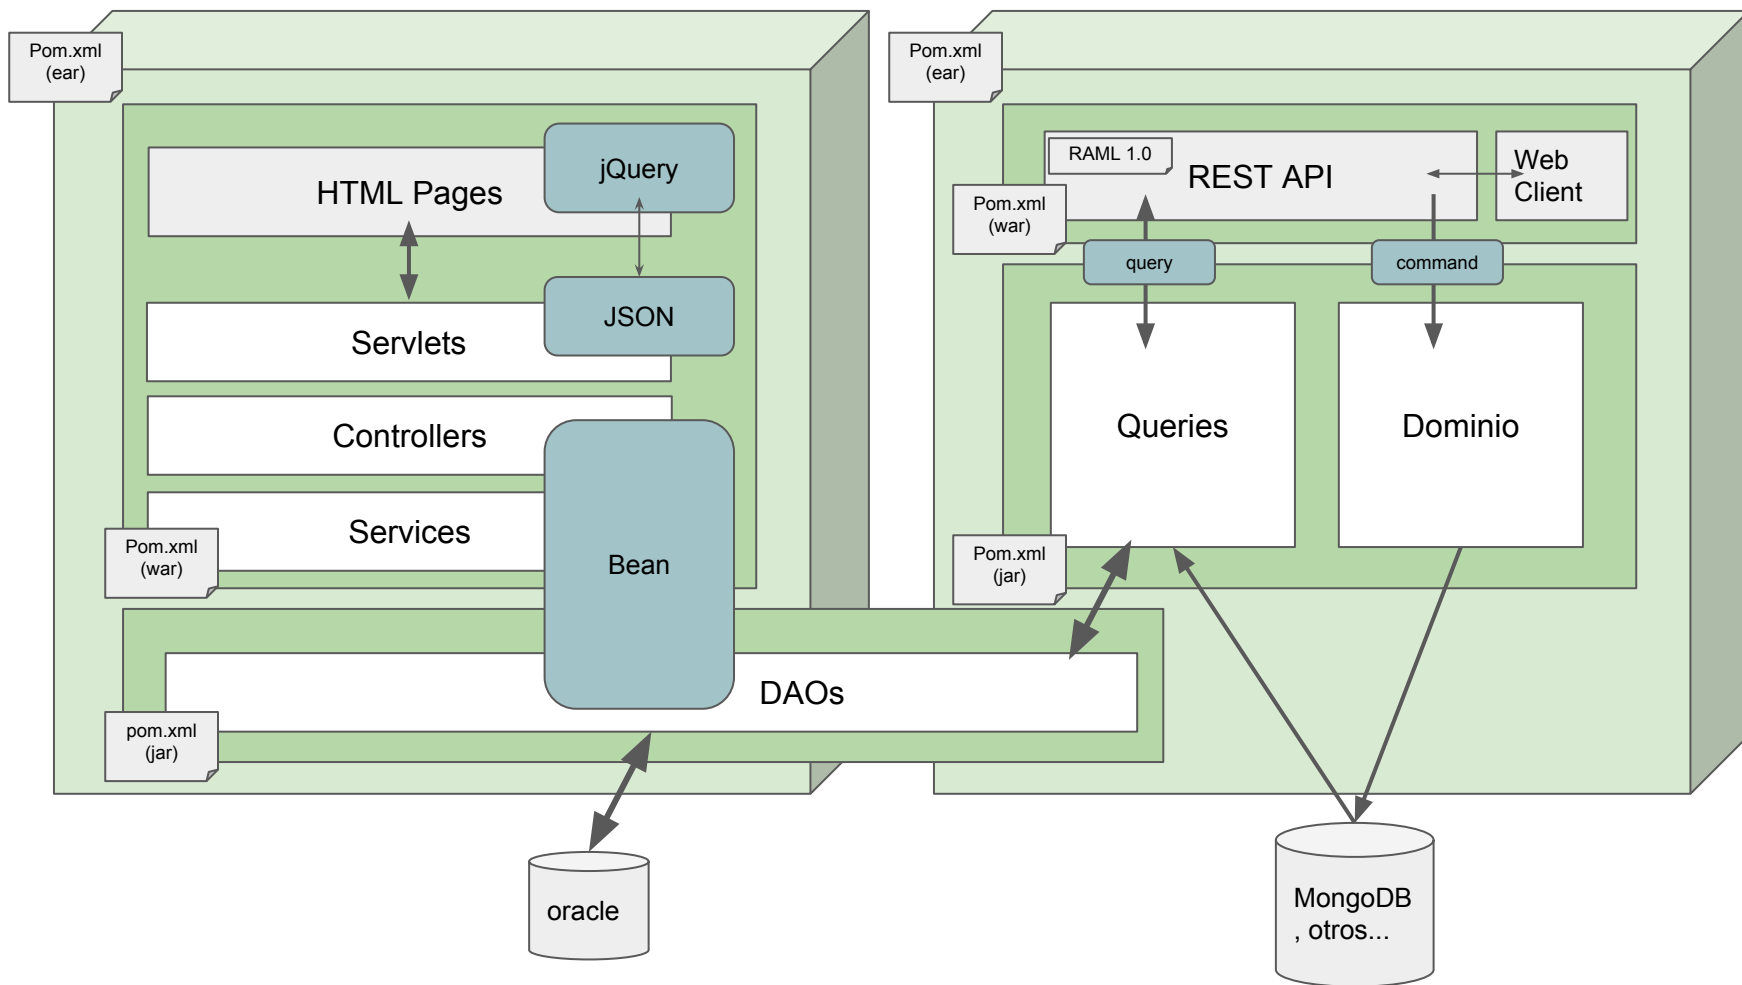 Pom.xml
(ear)
jQuery
HTML Pages
JSON
Servlets
Controllers
Services
Pom.xml
(war)
Bean
DAOs
pom.xml
(jar)
oracle
Pom.xml
(ear)
RAML 1.0
REST API
Web
Client
Pom.xml
(war)
query
command
Queries
Dominio
Pom.xml
(jar)
MongoDB
, otros...